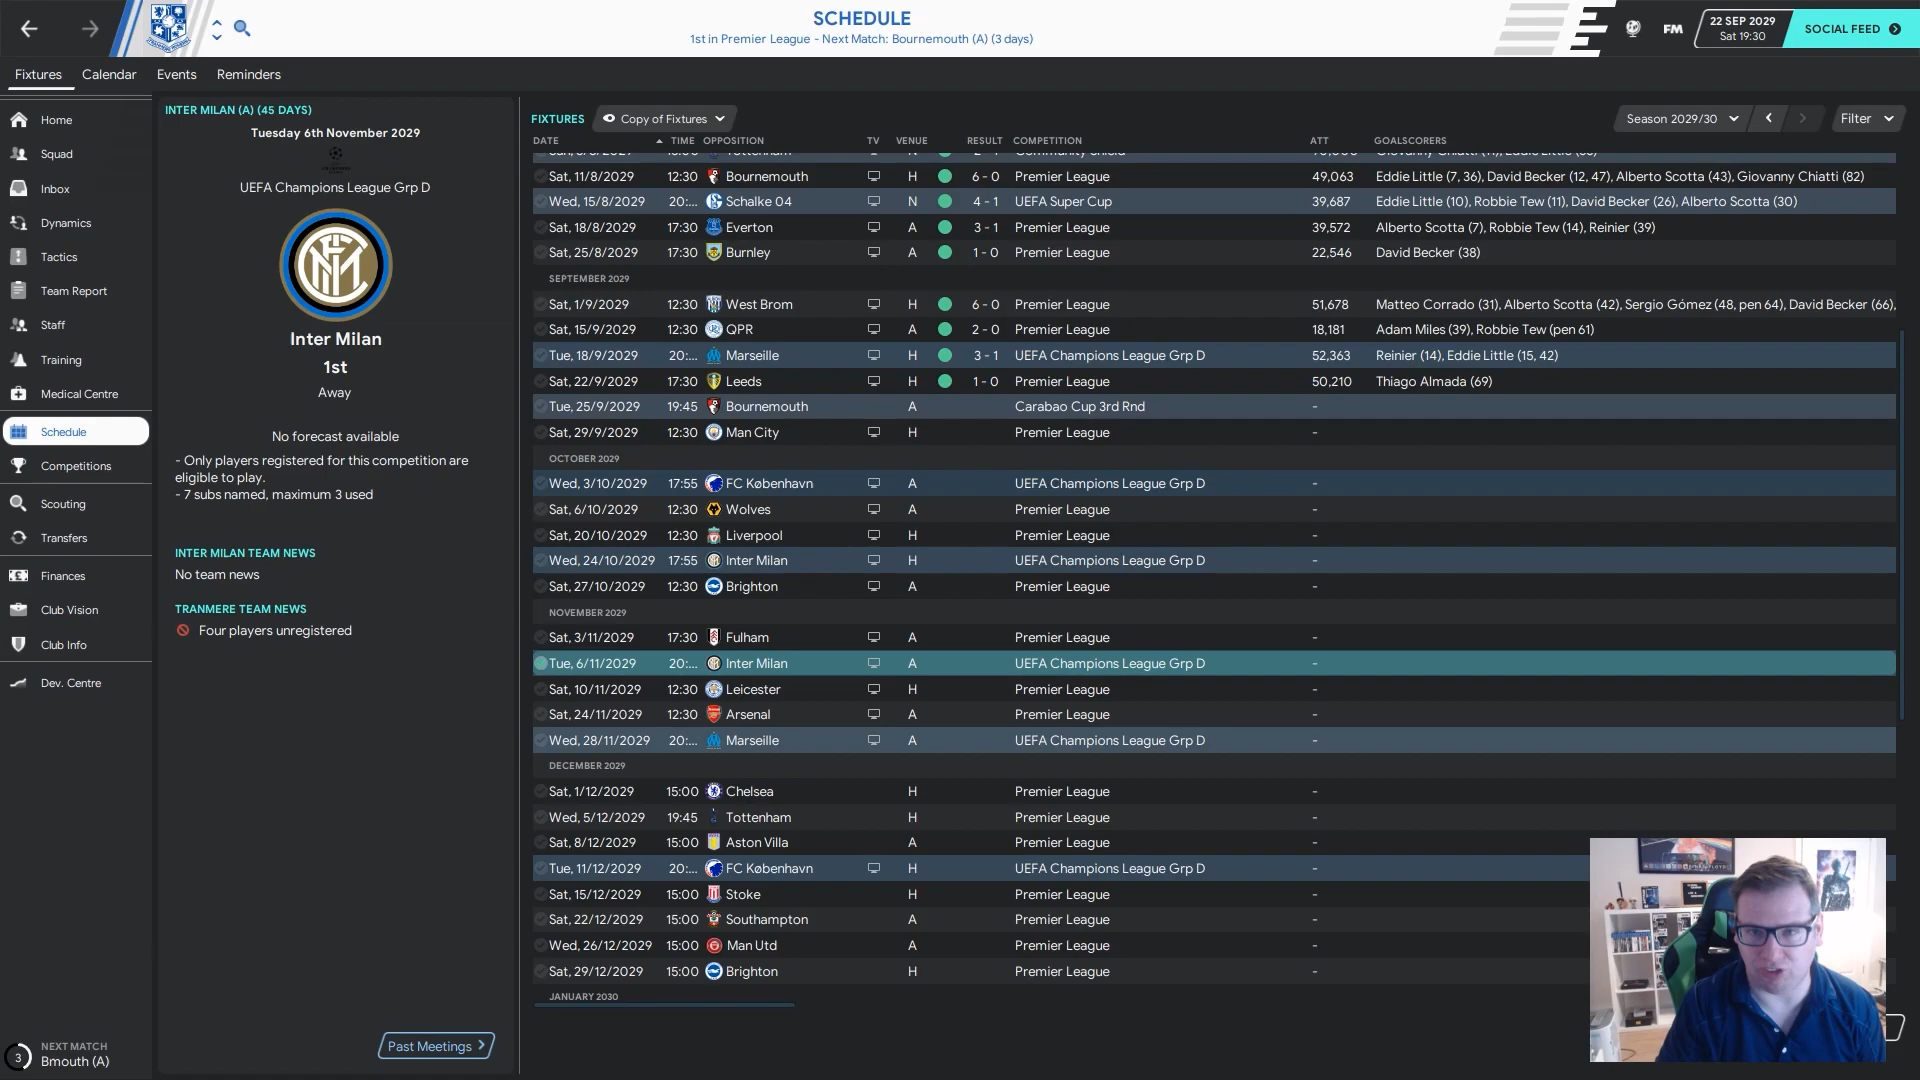 SCHEDULE
1st in Premier League - Next Match: Bournemouth (A) (3 days)
FM
22 SEP 2029
Sat 19:30
SOCIAL FEED
Fixtures Calendar Events Reminders
Home
Squad
Inbox
Dynamics
Tactics
Team Report
Staff
Training
Medical Centre
Schedule
Competitions
Scouting
Transfers
Finances
Club Vision
Club Info
Dev. Centre
3
NEXT MATCH
Bmouth (A)
INTER MILAN (A) (45 DAYS)
Tuesday 6th November 2029
UEFA Champions League Grp D
Inter Milan
1st
Away
No forecast available
- Only players registered for this competition are
eligible to play.
- 7 subs named, maximum 3 used
INTER MILAN TEAM NEWS
No team news
TRANMERE TEAM NEWS
Four players unregistered
Past Meetings
FIXTURES Copy of Fixtures Season 2029/30 Filter
DATE TIME OPPOSITION TV VENUE RESULT COMPETITION ATT GOALSCORERS
Sat, 11/8/2029 12:30 Bournemouth H 6 - 0 Premier League 49,063 Eddie Little (7, 36), David Becker (12, 47), Alberto Scotta (43), Giovanny Chiatti (82)
Wed, 15/8/2029 20:... Schalke 04 N 4 - 1 UEFA Super Cup 39,687 Eddie Little (10), Robbie Tew (11), David Becker (26), Alberto Scotta (30)
Sat, 18/8/2029 17:30 Everton A 3 - 1 Premier League 39,572 Alberto Scotta (7), Robbie Tew (14), Reinier (39)
Sat, 25/8/2029 17:30 Burnley A 1 - 0 Premier League 22,546 David Becker (38)
SEPTEMBER 2029
Sat, 1/9/2029 12:30 West Brom H 6 - 0 Premier League 51,678 Matteo Corrado (31), Alberto Scotta (42), Sergio Gómez (48, pen 64), David Becker (66),
Sat, 15/9/2029 12:30 QPR A 2 - 0 Premier League 18,181 Adam Miles (39), Robbie Tew (pen 61)
Tue, 18/9/2029 20:... Marseille H 3 - 1 UEFA Champions League Grp D 52,363 Reinier (14), Eddie Little (15, 42)
Sat, 22/9/2029 17:30 Leeds H 1 - 0 Premier League 50,210 Thiago Almada (69)
Tue, 25/9/2029 19:45 Bournemouth A Carabao Cup 3rd Rnd -
Sat, 29/9/2029 12:30 Man City H Premier League -
OCTOBER 2029
Wed, 3/10/2029 17:55 FC København A UEFA Champions League Grp D -
Sat, 6/10/2029 12:30 Wolves A Premier League -
Sat, 20/10/2029 12:30 Liverpool H Premier League -
Wed, 24/10/2029 17:55 Inter Milan H UEFA Champions League Grp D -
Sat, 27/10/2029 12:30 Brighton A Premier League -
NOVEMBER 2029
Sat, 3/11/2029 17:30 Fulham A Premier League -
Tue, 6/11/2029 20:... Inter Milan A UEFA Champions League Grp D -
Sat, 10/11/2029 12:30 Leicester H Premier League -
Sat, 24/11/2029 12:30 Arsenal A Premier League -
Wed, 28/11/2029 20:... Marseille A UEFA Champions League Grp D -
DECEMBER 2029
Sat, 1/12/2029 15:00 Chelsea H Premier League -
Wed, 5/12/2029 19:45 Tottenham H Premier League -
Sat, 8/12/2029 15:00 Aston Villa A Premier League -
Tue, 11/12/2029 20:... FC København H UEFA Champions League Grp D -
Sat, 15/12/2029 15:00 Stoke H Premier League -
Sat, 22/12/2029 15:00 Southampton A Premier League -
Wed, 26/12/2029 15:00 Man Utd A Premier League -
Sat, 29/12/2029 15:00 Brighton H Premier League -
JANUARY 2030